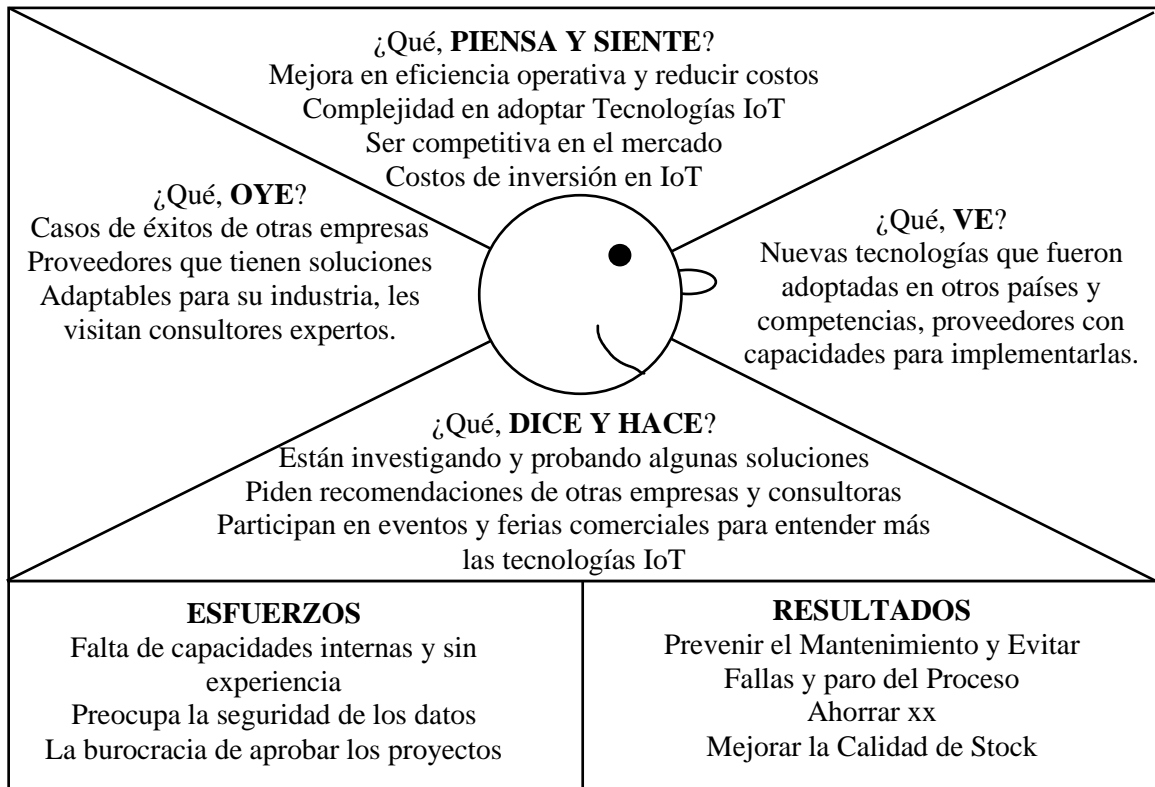 ¿Qué, PIENSA Y SIENTE?
Mejora en eficiencia operativa y reducir costos
Complejidad en adoptar Tecnologías IoT
Ser competitiva en el mercado
Costos de inversión en IoT
¿Qué, OYE?
Casos de éxitos de otras empresas
Proveedores que tienen soluciones
Adaptables para su industria, les
visitan consultores expertos.
¿Qué, VE?
Nuevas tecnologías que fueron
adoptadas en otros países y
competencias, proveedores con
capacidades para implementarlas.
¿Qué, DICE Y HACE?
Están investigando y probando algunas soluciones
Piden recomendaciones de otras empresas y consultoras
Participan en eventos y ferias comerciales para entender más
las tecnologías IoT
ESFUERZOS
Falta de capacidades internas y sin
experiencia
Preocupa la seguridad de los datos
La burocracia de aprobar los proyectos
RESULTADOS
Prevenir el Mantenimiento y Evitar
Fallas y paro del Proceso
Ahorrar xx
Mejorar la Calidad de Stock